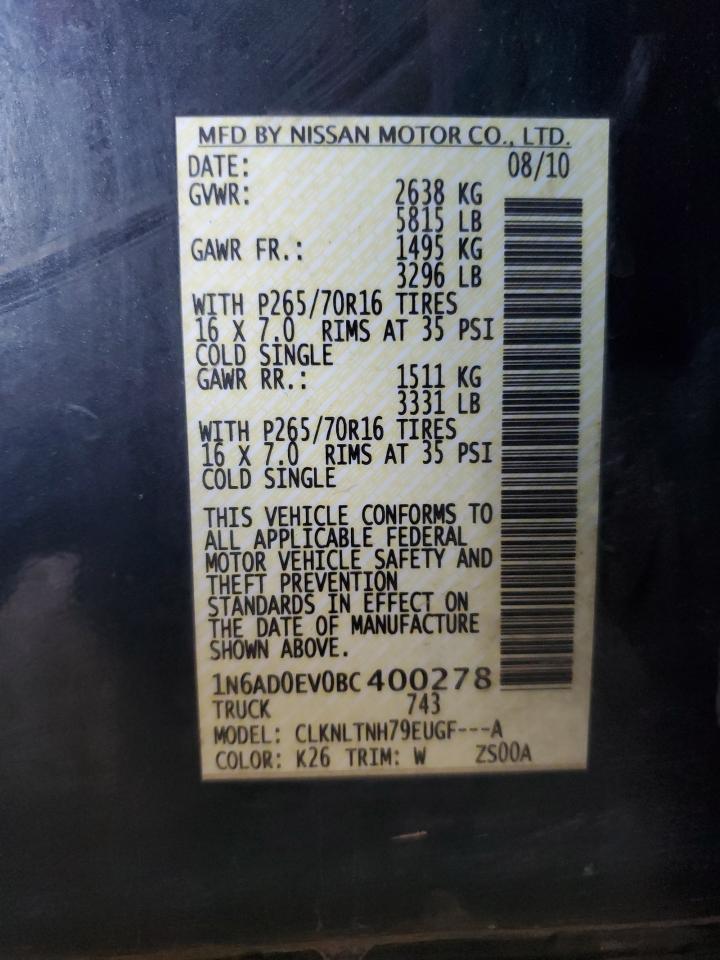 MFD BY NISSAN MOTOR CO., LTD.
DATE: 08/10
GVWR: 2638 KG
5815 LB
GAWR FR.: 1495 KG
3296 LB
WITH P265/70R16 TIRES
16 X 7.0 RIMS AT 35 PSI
COLD SINGLE
GAWR RR.: 1511 KG
3331 LB
WITH P265/70R16 TIRES
16 X 7.0 RIMS AT 35 PSI
COLD SINGLE
THIS VEHICLE CONFORMS TO
ALL APPLICABLE FEDERAL
MOTOR VEHICLE SAFETY AND
THEFT PREVENTION
STANDARDS IN EFFECT ON
THE DATE OF MANUFACTURE
SHOWN ABOVE.
1N6AD0EV0BC400278
TRUCK 743
MODEL: CLKNLTNH79EUGF---A
COLOR: K26 TRIM: W ZS00A